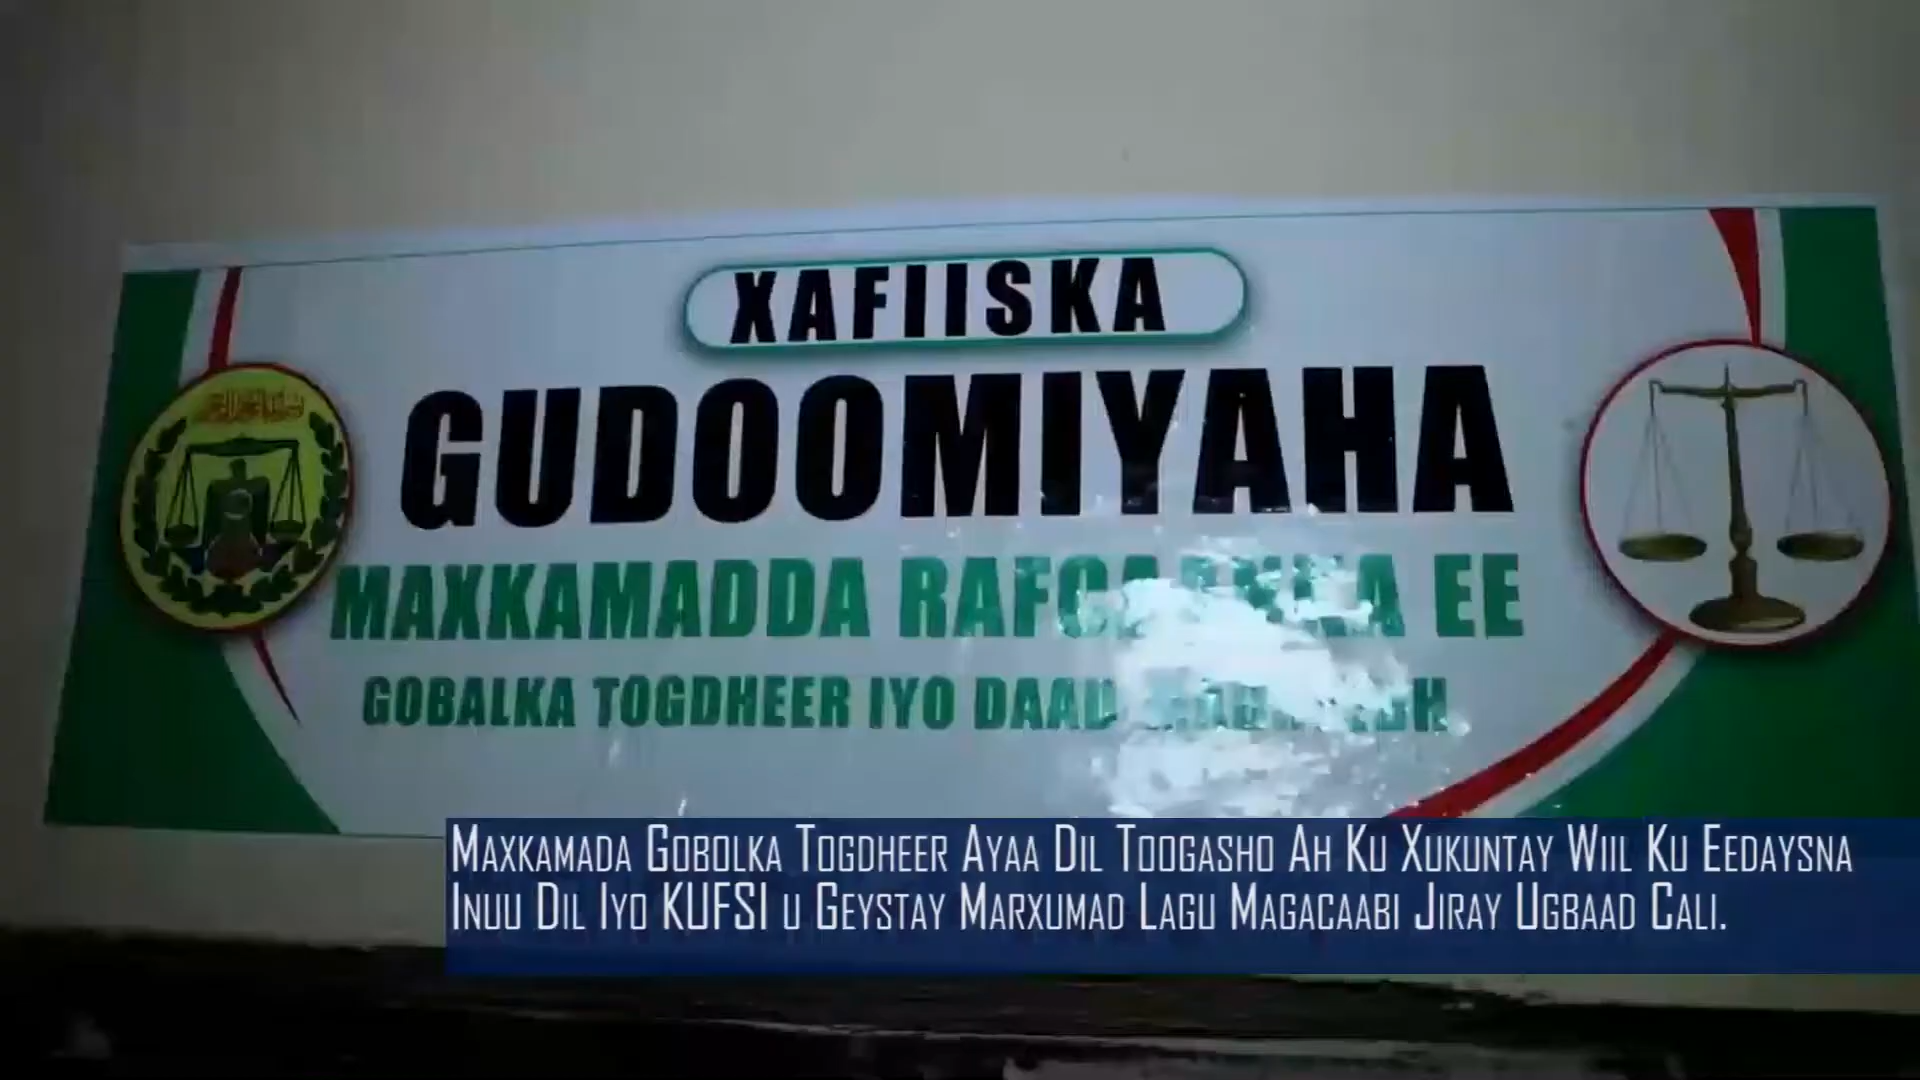 XAFIISKA
GUDOOMIYAHA
MAXKAMADDA EE
GOBALKA TOGDHEER IYO DAAD
MAXKAMADA GOBOLKA TOGDHEER AYAA DIL TOOGASHO AH KU XUKUNTAY WIIL KU EEDAYSNA
INUU DIL IYO KUFSI U GEYSTAY MARXUMAD LAGU MAGACAABI JIRAY UGBAAD CALI.